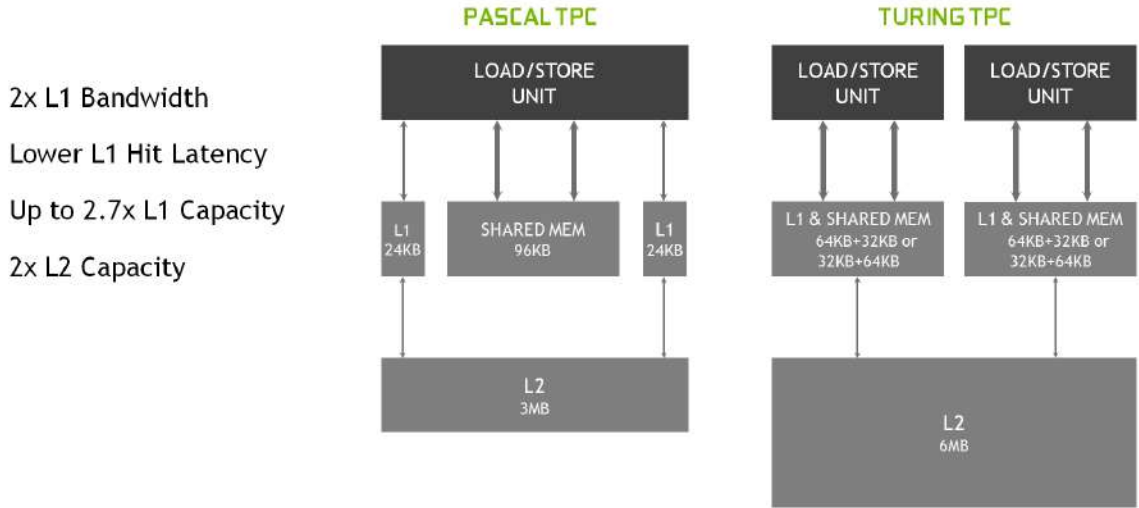 PASCAL TPC
TURING TPC
2x L1 Bandwidth
Lower L1 Hit Latency
Up to 2.7x L1 Capacity
2x L2 Capacity
LOAD/STORE
UNIT
L1
24KB
SHARED MEM
96KB
L1
24KB
L2
3MB
LOAD/STORE
UNIT
LOAD/STORE
UNIT
L1 & SHARED MEM
64KB+32KB or
32KB+64KB
L1 & SHARED MEM
64KB+32KB or
32KB+64KB
L2
6MB